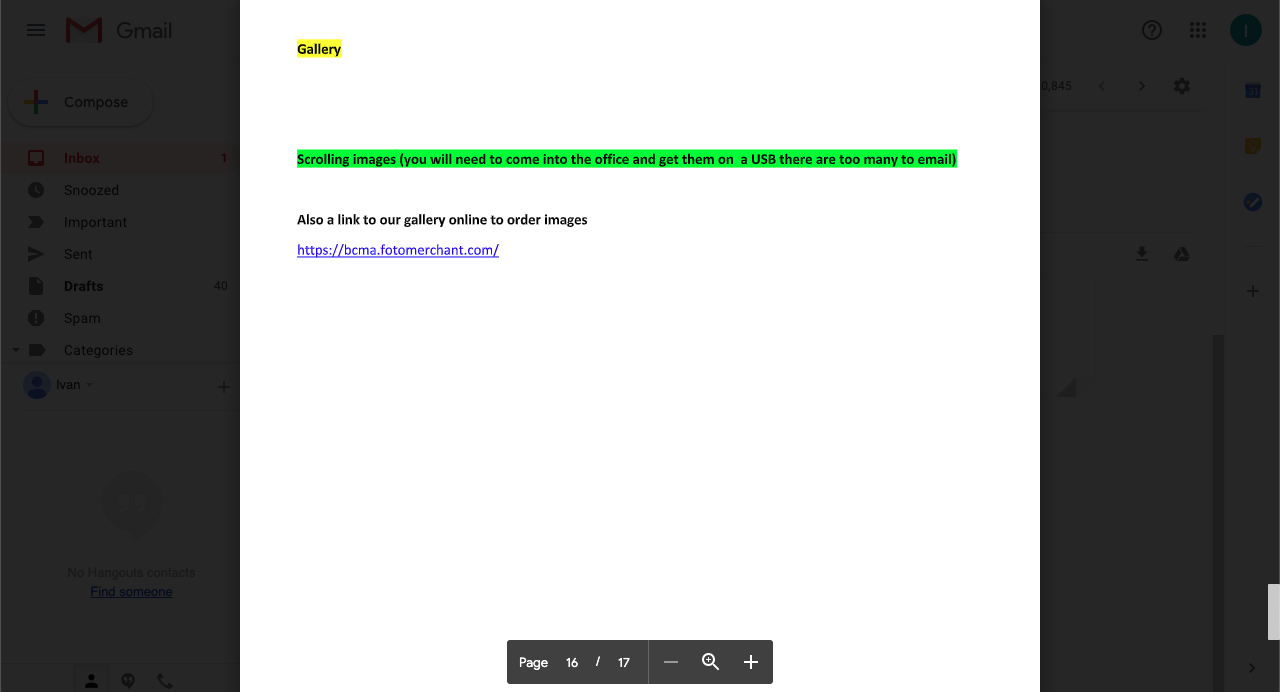 Gmail
Compose
Inbox 1
Snoozed
Important
Sent
Drafts 40
Spam
Categories
Ivan
No Hangouts contacts
Find someone
Gallery
Scrolling images (you will need to come into the office and get them on  a USB there are too many to email)
Also a link to our gallery online to order images
https://bcma.fotomerchant.com/
Page 16 / 17
0,845
I
31